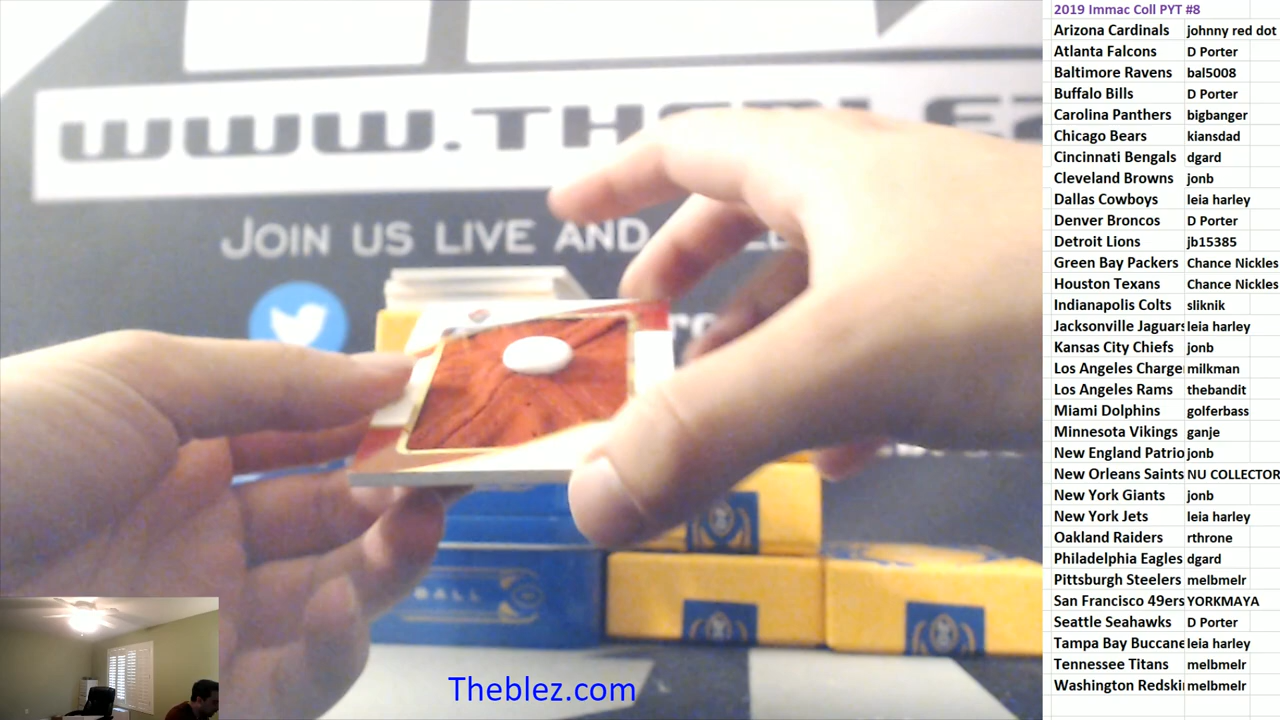 2019 Immac Coll PYT #8
Arizona Cardinals johnny red dot
Atlanta Falcons D Porter
Baltimore Ravens bal5008
Buffalo Bills D Porter
Carolina Panthers bigbanger
Chicago Bears kiansdad
Cincinnati Bengals dgard
Cleveland Browns jonb
Dallas Cowboys leia harley
Denver Broncos D Porter
Detroit Lions jb15385
Green Bay Packers Chance Nickles
Houston Texans Chance Nickles
Indianapolis Colts sliknik
Jacksonville Jaguars leia harley
Kansas City Chiefs jonb
Los Angeles Charge milkman
Los Angeles Rams thebandit
Miami Dolphins golferbass
Minnesota Vikings ganje
New England Patrio jonb
New Orleans Saints NU COLLECTOR
New York Giants jonb
New York Jets leia harley
Oakland Raiders rthrone
Philadelphia Eagles dgard
Pittsburgh Steelers melbmelr
San Francisco 49ers YORKMAYA
Seattle Seahawks D Porter
Tampa Bay Buccane leia harley
Tennessee Titans melbmelr
Washington Redski melbmelr
WWW.THEBLEZ
JOIN US LIVE AND
BALL
Theblez.com